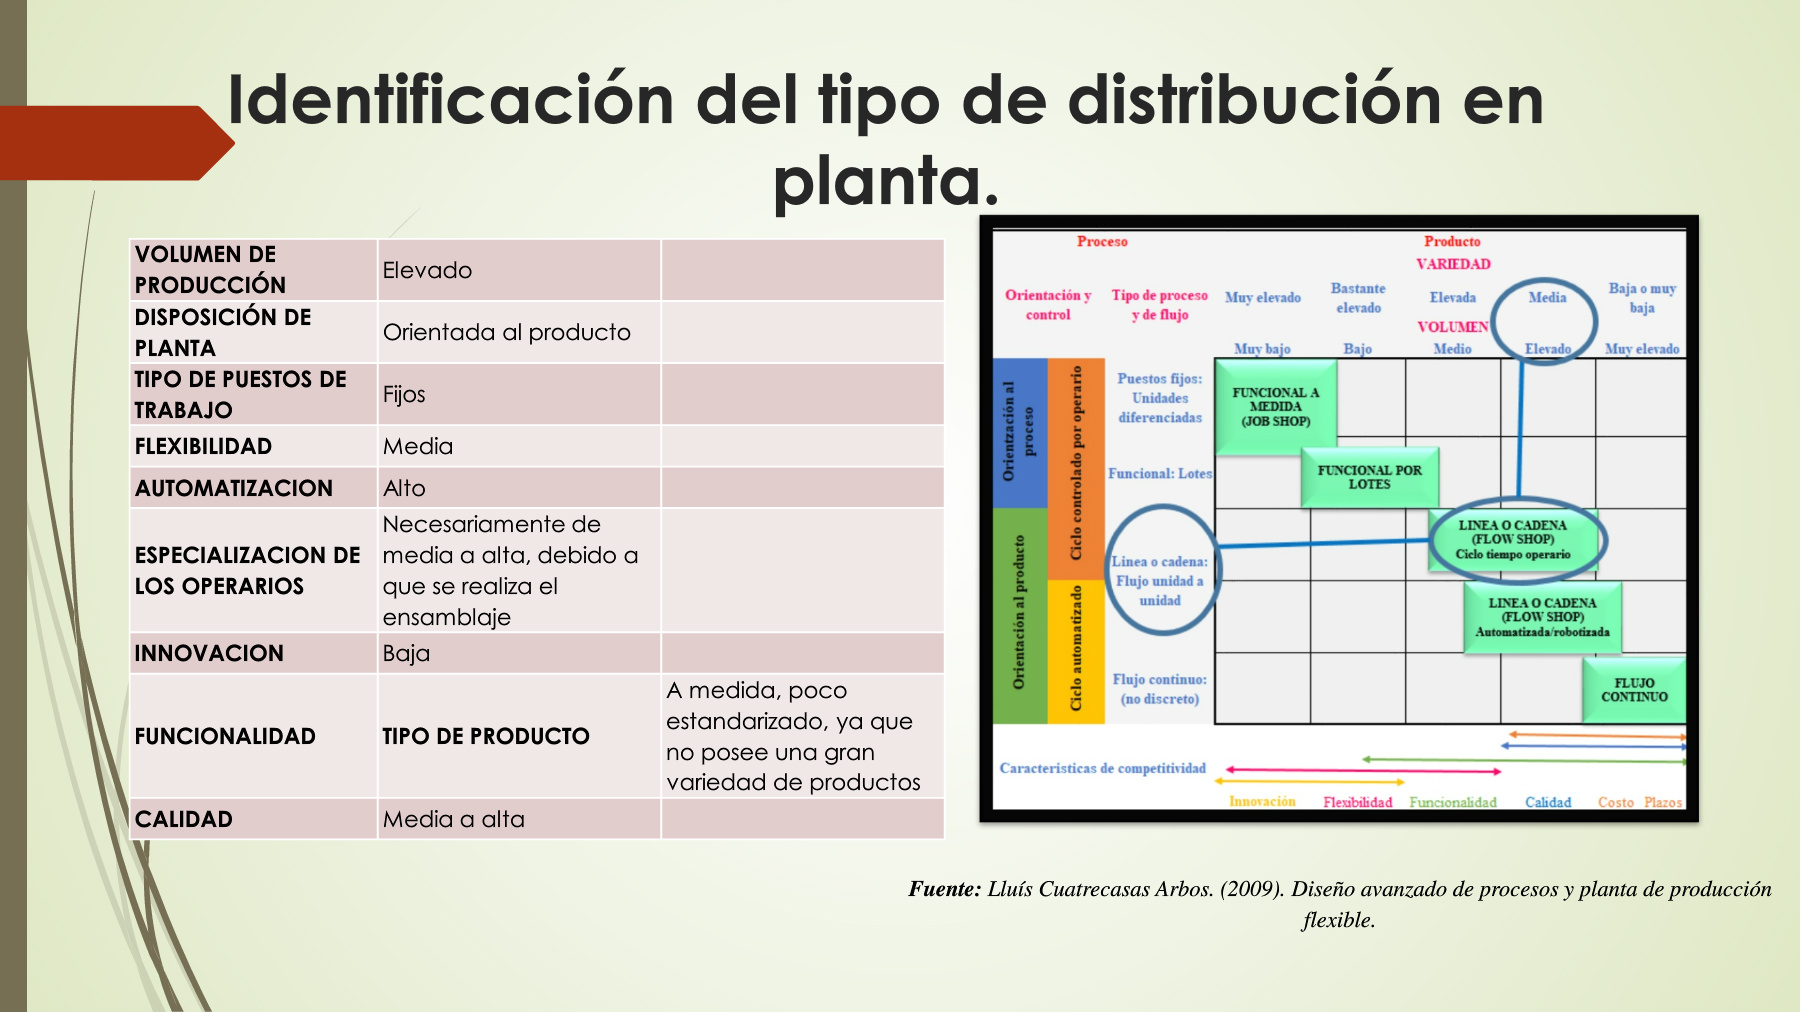 Identificación del tipo de distribución en
planta.
VOLUMEN DE
PRODUCCIÓN
Elevado
DISPOSICIÓN DE
PLANTA
Orientada al producto
TIPO DE PUESTOS DE
TRABAJO
Fijos
FLEXIBILIDAD
Media
AUTOMATIZACION
Alto
ESPECIALIZACION DE
LOS OPERARIOS
Necesariamente de
media a alta, debido a
que se realiza el
ensamblaje
INNOVACION
Baja
FUNCIONALIDAD
TIPO DE PRODUCTO
A medida, poco
estandarizado, ya que
no posee una gran
variedad de productos
CALIDAD
Media a alta
Proceso
Producto
VARIEDAD
Orientación y
control
Tipo de proceso
y de flujo
Muy elevado
Bastante
elevado
Elevada
Media
Baja o muy
baja
VOLUMEN
Muy bajo
Bajo
Medio
Elevado
Muy elevado
Orientzación al
proceso
Orientación al producto
Ciclo controlado por operario
Ciclo automatizado
Puestos fijos:
Unidades
diferenciadas
Funcional: Lotes
Linea o cadena:
Flujo unidad a
unidad
Flujo continuo:
(no discreto)
FUNCIONAL A
MEDIDA
(JOB SHOP)
FUNCIONAL POR
LOTES
LINEA O CADENA
(FLOW SHOP)
Ciclo tiempo operario
LINEA O CADENA
(FLOW SHOP)
Automatizada/robotizada
FLUJO
CONTINUO
Caracteristicas de competitividad
Innovación
Flexibilidad
Funcionalidad
Calidad
Costo
Plazos
Fuente: Lluís Cuatrecasas Arbos. (2009). Diseño avanzado de procesos y planta de producción
flexible.